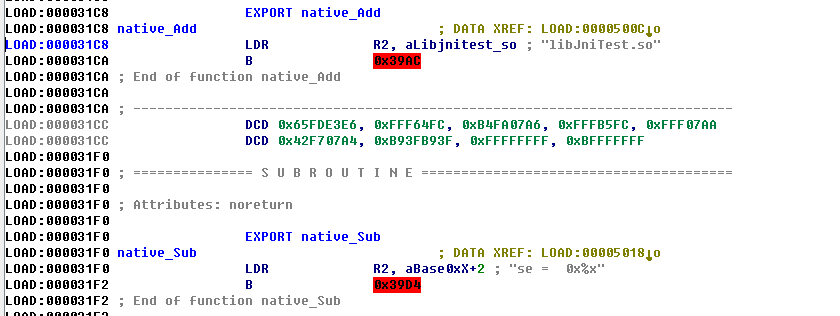 LOAD:000031C8 EXPORT native_Add
LOAD:000031C8 native_Add ; DATA XREF: LOAD:0000500C↓o
LOAD:000031C8 LDR R2, aLibjnitest_so ; "libJniTest.so"
LOAD:000031CA B 0x39AC
LOAD:000031CA ; End of function native_Add
LOAD:000031CA
LOAD:000031CA ; ---------------------------------------------------------------------------
LOAD:000031CC DCD 0x65FDE3E6, 0xFFF64FC, 0xB4FA07A6, 0xFFFB5FC, 0xFFF07AA
LOAD:000031CC DCD 0x42F707A4, 0xB93FB93F, 0xFFFFFFFF, 0xBFFFFFFF
LOAD:000031F0
LOAD:000031F0 ; =============== S U B R O U T I N E =======================================
LOAD:000031F0
LOAD:000031F0 ; Attributes: noreturn
LOAD:000031F0
LOAD:000031F0 EXPORT native_Sub
LOAD:000031F0 native_Sub ; DATA XREF: LOAD:00005018↓o
LOAD:000031F0 LDR R2, aBase0xX+2 ; "se =  0x%x"
LOAD:000031F2 B 0x39D4
LOAD:000031F2 ; End of function native_Sub